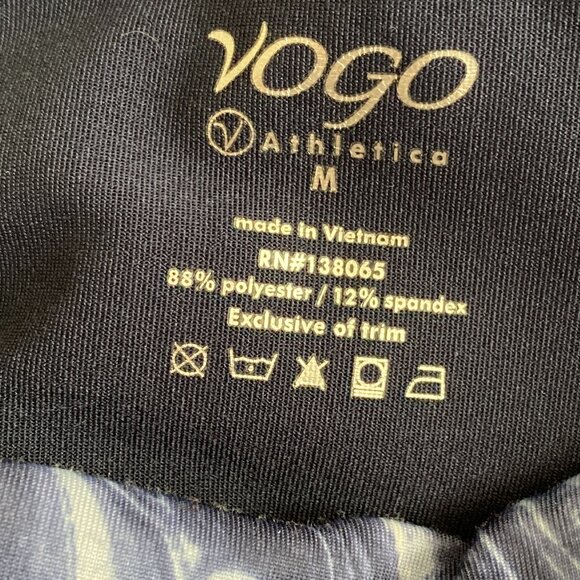 VOGO
V Athletica
M
made in Vietnam
RN#138065
88% polyester / 12% spandex
Exclusive of trim